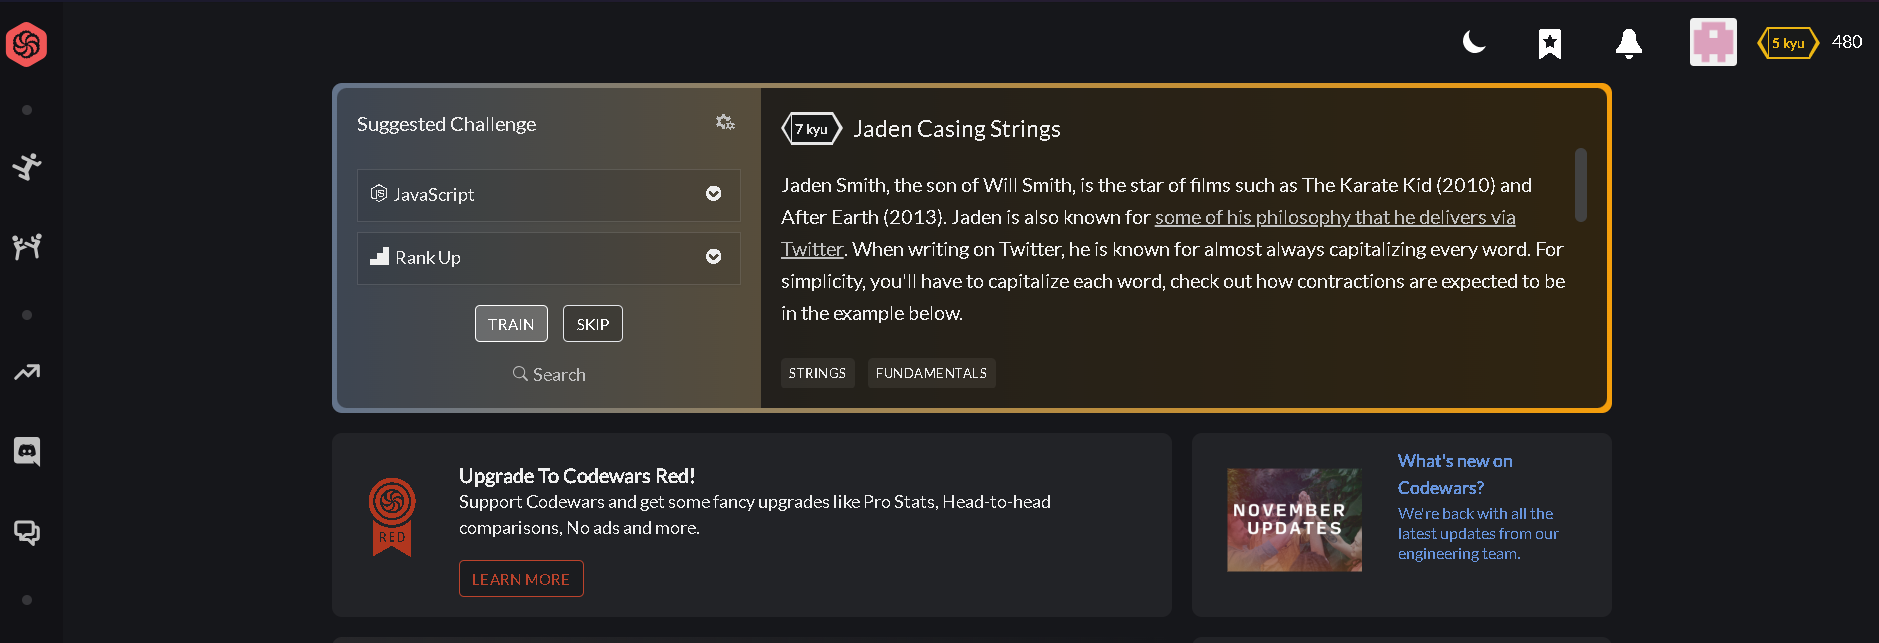 5 kyu
480
Suggested Challenge
JS
JavaScript
Rank Up
TRAIN
SKIP
Search
7 kyu
Jaden Casing Strings
Jaden Smith, the son of Will Smith, is the star of films such as The Karate Kid (2010) and
After Earth (2013). Jaden is also known for some of his philosophy that he delivers via
Twitter. When writing on Twitter, he is known for almost always capitalizing every word. For
simplicity, you'll have to capitalize each word, check out how contractions are expected to be
in the example below.
STRINGS
FUNDAMENTALS
RED
Upgrade To Codewars Red!
Support Codewars and get some fancy upgrades like Pro Stats, Head-to-head
comparisons, No ads and more.
LEARN MORE
NOVEMBER
UPDATES
What's new on
Codewars?
We're back with all the
latest updates from our
engineering team.